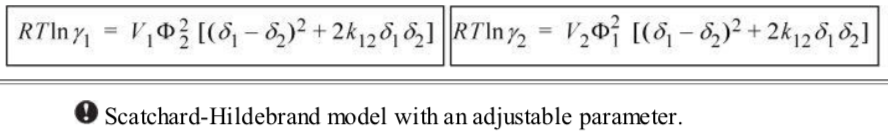 RT ln γ₁ = V₁Φ₂² [(δ₁ – δ₂)² + 2k₁₂δ₁δ₂] RT ln γ₂ = V₂Φ₁² [(δ₁ – δ₂)² + 2k₁₂δ₁δ₂]
! Scatchard-Hildebrand model with an adjustable parameter.